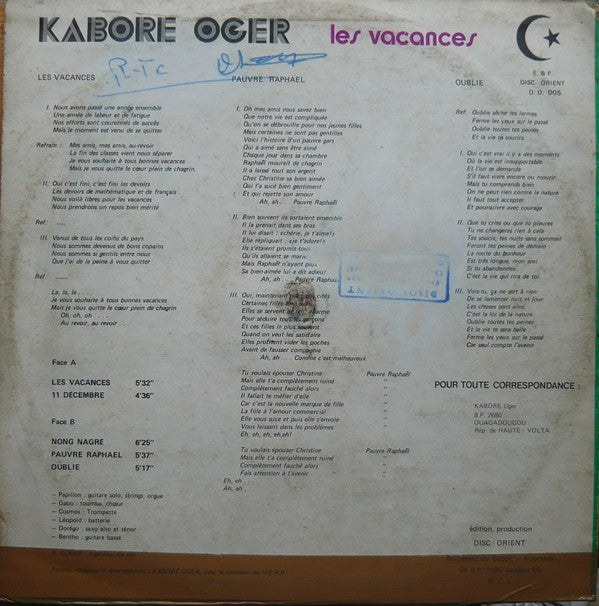 KABORE OGER les vacances
E. & P
DISC - ORIENT
D. O. 005
R-Tc
LES VACANCES
I. Nous avons passé une année ensemble
Une année de labeur et de fatigue
Nos efforts sont couronnés de succès
Mais le moment est venu de se quitter
Refrain : Mes amis, mes amis, au-revoir
La fin des classes vient nous séparer
Je vous souhaite à tous bonnes vacances
Mais je vous quitte le cœur plein de chagrin.
II. Oui c'est fini, c'est fini les devoirs
Les devoirs de mathématique et de français
Nous voilà libres pour les vacances
Nous prendrons un repos bien mérité
Ref: ......
III. Venus de tous les coins du pays
Nous sommes devenus de bons copains
Nous sommes si gentils entre nous
Que j'ai de la peine à vous quitter
Ref: ......
La, la, la ..
Je vous souhaite à tous bonnes vacances
Et je vous quitte le cœur plein de chagrin
Oh, oh, oh . . . .
Au revoir, au revoir . . .
Face A
LES VACANCES 5'32"
11 DÉCEMBRE 4'36"
Face B
NONG NAGRE 6'25"
PAUVRE RAPHAEL 5'37"
OUBLIE 5'17"
— Papillon : guitare solo, strings, orgue
— Gabo : toumba, chœur
— Cosmos : Trompette
— Léopold : batterie
— Dorégo : saxo alto et ténor
— Bentho : guitare basse
PAUVRE RAPHAEL
I. Oh mes amis vous savez bien
Que notre vie est compliquée
Qu'on se débrouille pour nos jeunes filles
Mais certaines ne sont pas gentilles
Voici l'histoire d'un pauvre gars
Qui a aimé sans être aimé
Chaque jour dans sa chambre
Raphaël mourait de chagrin
Il a laissé tout son argent
Chez Christine sa bien aimée
Qui l'a sucé bien gentiment
Et qui rejette son amour
Ah, ah . . . Pauvre Raphaël
II. Bien souvent ils sortaient ensemble
Il la prenait dans ses bras
Il lui disait : chérie, je t'aime!»
Elle répliquait : «je t'adore!»
Ils s'étaient promis tout
Qu'ils allaient se marier
Mais Raphaël n'ayant plus
Sa bien-aimée lui a dit adieu!
Ah, ah . . . Pauvre Raphaël
III. Oui, maintenant
Certaines filles
Elles se servent de leur charme
Pour séduire tous les garçons
Et ces filles le plus souvent
Quand on veut les satisfaire
Elles profitent vider les poches
Avant de fausser compagnie
Ah, ah . . . Comme c'est malheureux
Tu voulais épouser Christine Pauvre Raphaël
Mais elle t'a complètement ruiné "
Complètement fauché alors "
Il fallait te méfier d'elle "
Car c'est la nouvelle marque de fille "
La fille à l'amour commercial "
Elle vous suce et puis elle s'envole "
Vous laissant dans les problèmes "
Eh, eh, eh, eh,eh!
Tu voulais épouser Christine Pauvre Raphaël
Mais elle t'a complètement ruiné "
Complètement fauché alors "
Fais attention à l'avenir "
Eh, eh ..
Ah, ah ..
OUBLIE
Ref. Oublie sèche tes larmes
Ferme les yeux sur le passé
Oublie toutes tes peines
Et la vie te sourira
I. Oui c'est vrai il y a des moments
Où la vie est insupportable
Et l'on se demande
S'il faut vivre encore ou mourir
Mais tu comprends bien
On ne peut rien contre la nature
Il faut tout accepter
Et poursuivre avec courage
II. Que tu cries ou que tu pleures
Tu ne changeras rien à cela
Tes soucis, tes nuits sans sommeil
Feront tes peines de demain
La route du bonheur
Est très longue, mon ami
Si tu abandonnes
C'est la vie qui rira de toi.
III. Vois-tu, ça ne sert à rien
De se lamenter nuit et jour
Les choses sont ainsi
C'est la loi de la nature
Oublie toutes tes peines
Et la vie te sera belle
Ferme les yeux sur le passé
Car seul compte l'avenir.
POUR TOUTE CORRESPONDANCE :
KABORE Oger
B.P. 2680
OUAGADOUGOU
Rép. de HAUTE - VOLTA
édition, production
DISC - ORIENT